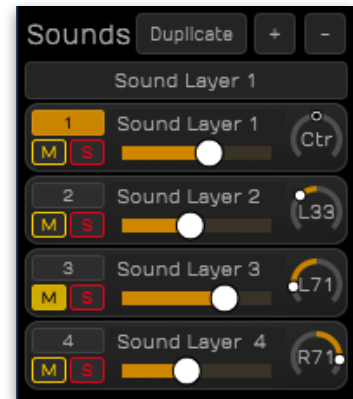 Sounds Duplicate + -
Sound Layer 1
1 Sound Layer 1 Ctr
M S
2 Sound Layer 2 L33
M S
3 Sound Layer 3 L71
M S
4 Sound Layer 4 R71
M S